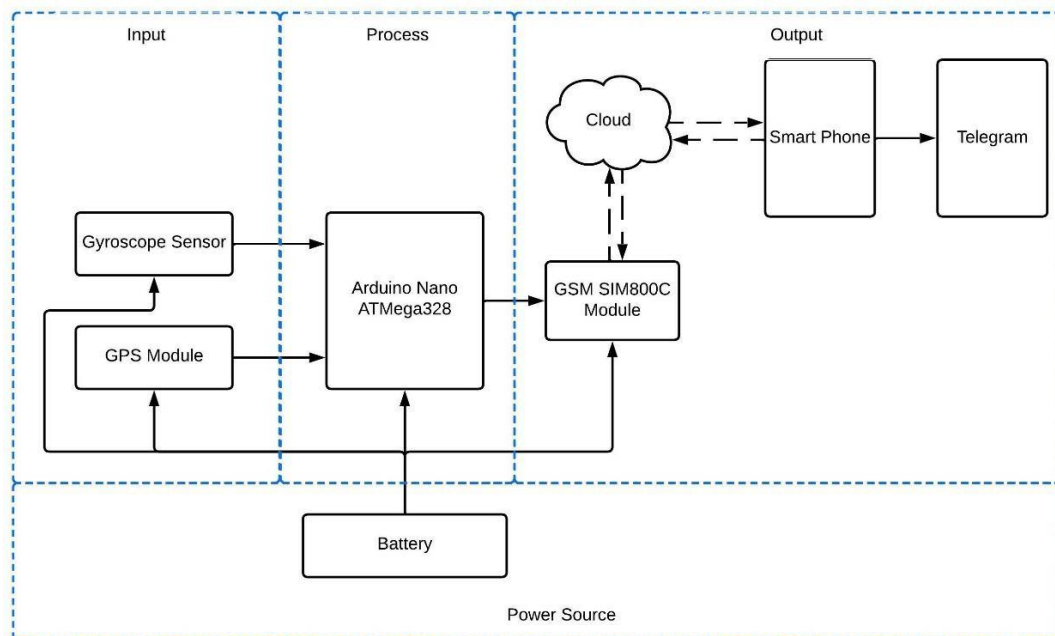 Input
Process
Output
Cloud
Smart Phone
Telegram
Gyroscope Sensor
Arduino Nano
ATMega328
GSM SIM800C
Module
GPS Module
Battery
Power Source